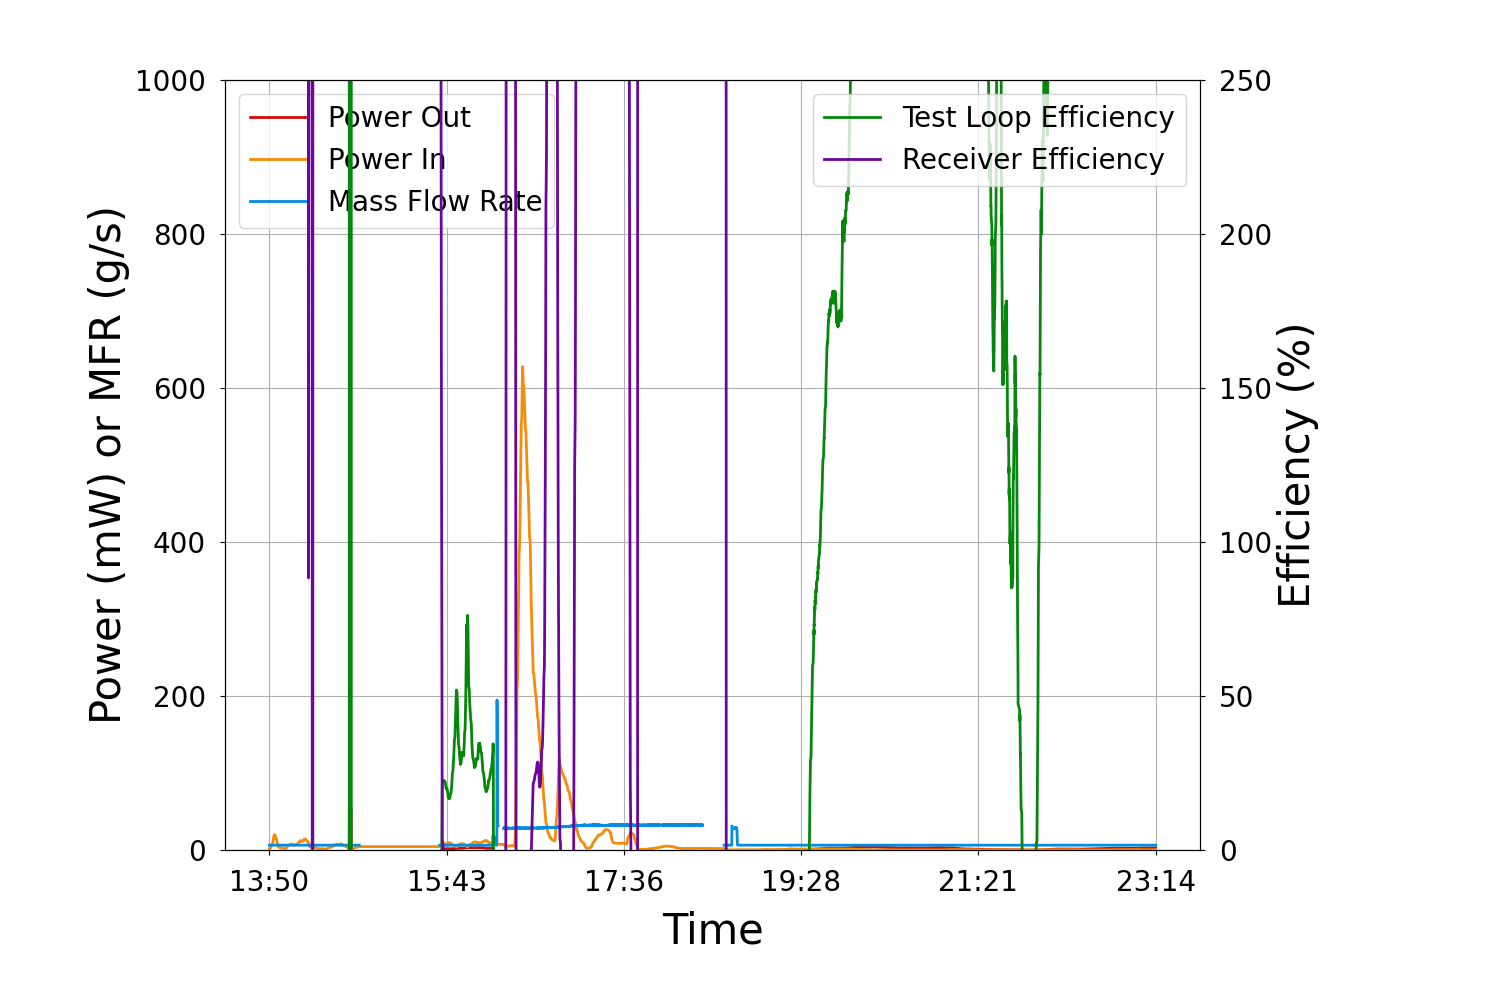 1000
800
600
400
200
0
Power (mW) or MFR (g/s)
Power Out
Power In
Mass Flow Rate
Test Loop Efficiency
Receiver Efficiency
250
200
150
100
50
0
Efficiency (%)
13:50 15:43 17:36 19:28 21:21 23:14
Time